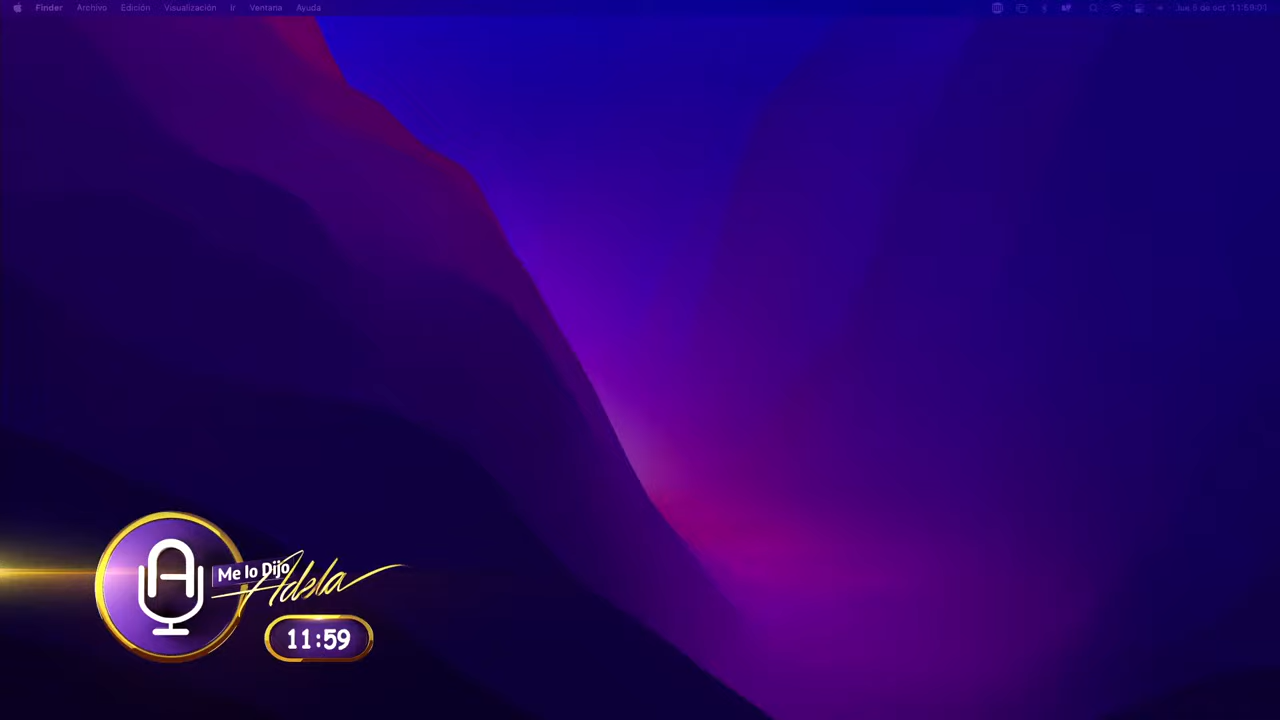 Finder Archivo Edición Visualización Ir Ventana Ayuda
Me lo Dijo
Adela
11:59